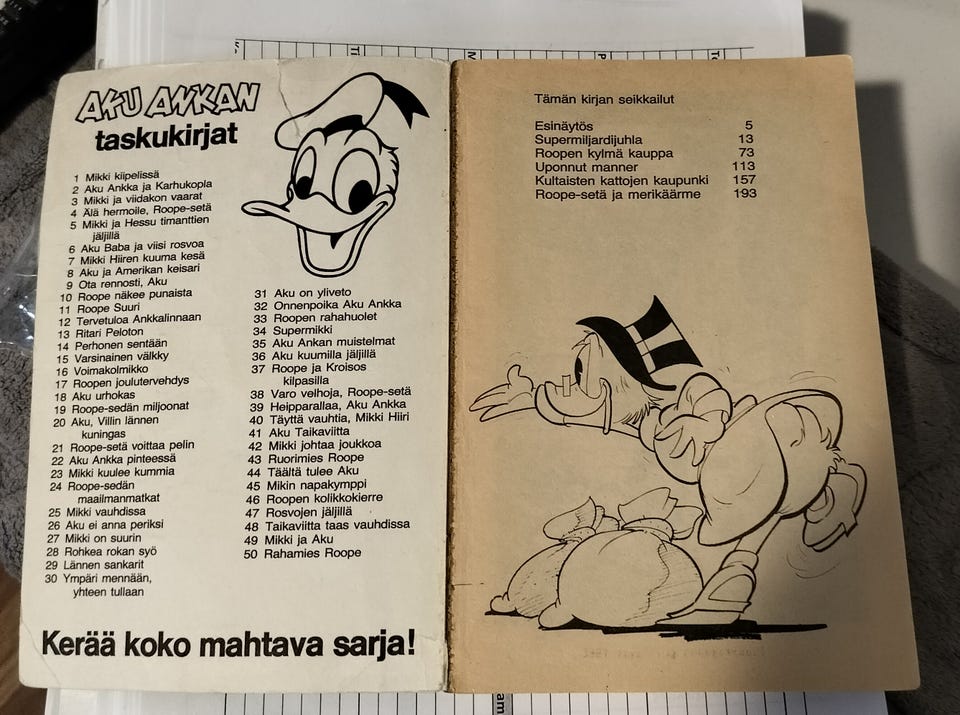 AKU ANKAN
taskukirjat
1 Mikki kiipelissä
2 Aku Ankka ja Karhukopla
3 Mikki ja viidakon vaarat
4 Älä hermoile, Roope-setä
5 Mikki ja Hessu timanttien
jäljillä
6 Aku Baba ja viisi rosvoa
7 Mikki Hiiren kuuma kesä
8 Aku ja Amerikan keisari
9 Ota rennosti, Aku
10 Roope näkee punaista
11 Roope Suuri
12 Tervetuloa Ankkalinnaan
13 Ritari Peloton
14 Perhonen sentään
15 Varsinainen välkky
16 Voimakolmikko
17 Roopen joulutervehdys
18 Aku urhokas
19 Roope-sedän miljoonat
20 Aku, Villin lännen
kuningas
21 Roope-setä voittaa pelin
22 Aku Ankka pinteessä
23 Mikki kuulee kummia
24 Roope-sedän
maailmanmatkat
25 Mikki vauhdissa
26 Aku ei anna periksi
27 Mikki on suurin
28 Rohkea rokan syö
29 Lännen sankarit
30 Ympäri mennään,
yhteen tullaan
31 Aku on yliveto
32 Onnenpoika Aku Ankka
33 Roopen rahahuolet
34 Supermikki
35 Aku Ankan muistelmat
36 Aku kuumilla jäljillä
37 Roope ja Kroisos
kilpasilla
38 Varo velhoja, Roope-setä
39 Heipparallaa, Aku Ankka
40 Täyttä vauhtia, Mikki Hiiri
41 Aku Taikaviitta
42 Mikki johtaa joukkoa
43 Ruorimies Roope
44 Täältä tulee Aku
45 Mikin napakymppi
46 Roopen kolikkokierre
47 Rosvojen jäljillä
48 Taikaviitta taas vauhdissa
49 Mikki ja Aku
50 Rahamies Roope
Kerää koko mahtava sarja!
Tämän kirjan seikkailut
Esinäytös 5
Supermiljardijuhla 13
Roopen kylmä kauppa 73
Uponnut manner 113
Kultaisten kattojen kaupunki 157
Roope-setä ja merikäärme 193